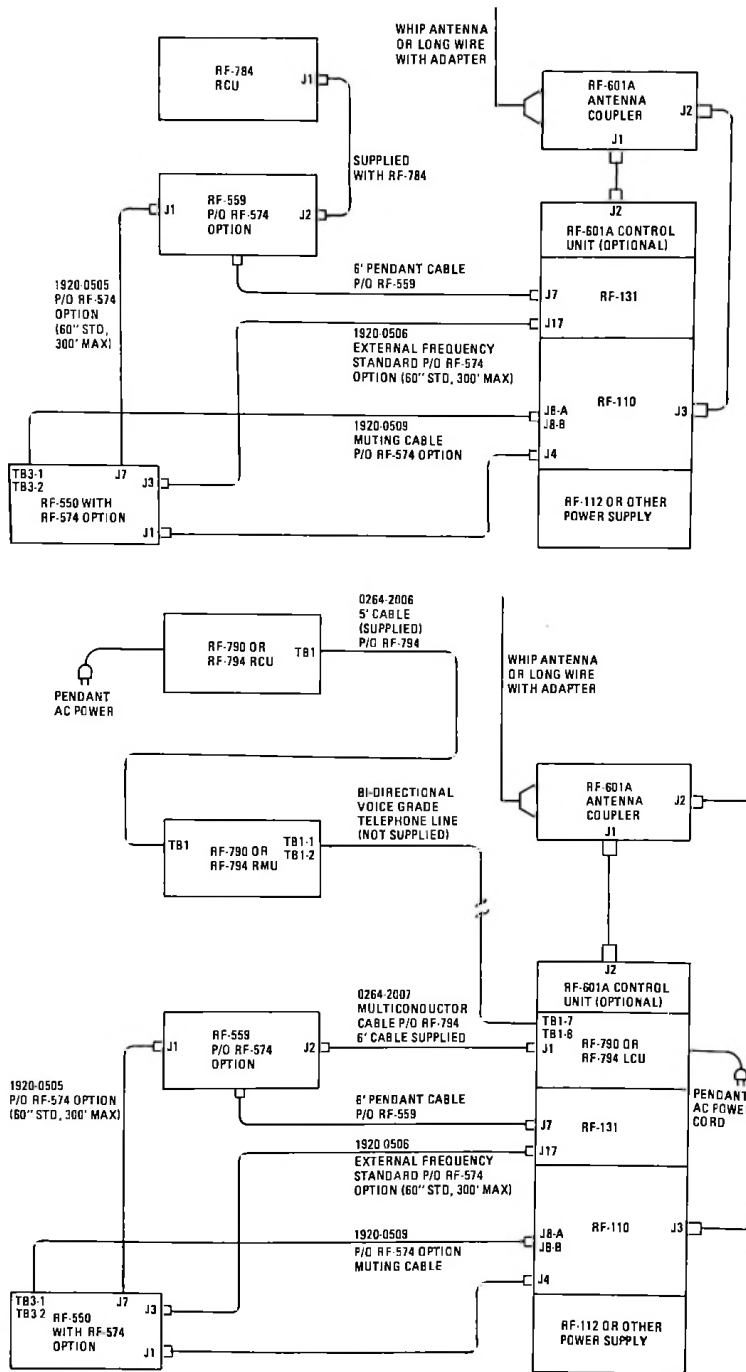 WHIP ANTENNA
OR LONG WIRE
WITH ADAPTER
RF-784
RCU
J1
RF-601A
ANTENNA
COUPLER
J2
J1
SUPPLIED
WITH RF-784
J1
RF-559
P/O RF-574
OPTION
J2
J2
RF-601A CONTROL
UNIT (OPTIONAL)
1920-0505
P/O RF-574
OPTION
(60" STD,
300' MAX)
6' PENDANT CABLE
P/O RF-559
J7
RF-131
J17
1920-0506
EXTERNAL FREQUENCY
STANDARD P/O RF-574
OPTION (60" STD, 300' MAX)
J8-A
J8-B
RF-110
J3
1920-0509
MUTING CABLE
P/O RF-574 OPTION
J4
TB3-1
TB3-2
J7
J3
RF-550 WITH
RF-574 OPTION
J1
RF-112 OR OTHER
POWER SUPPLY
0264-2006
5' CABLE
(SUPPLIED)
P/O RF-794
RF-790 OR
RF-794 RCU
TB1
PENDANT
AC POWER
WHIP ANTENNA
OR LONG WIRE
WITH ADAPTER
BI-DIRECTIONAL
VOICE GRADE
TELEPHONE LINE
(NOT SUPPLIED)
RF-601A
ANTENNA
COUPLER
J2
J1
TB1
RF-790 OR
RF-794 RMU
TB1-1
TB1-2
J2
RF-601A CONTROL
UNIT (OPTIONAL)
0264-2007
MULTICONDUCTOR
CABLE P/O RF-794
6' CABLE SUPPLIED
TB1-7
TB1-8
J1
RF-790 OR
RF-794 LCU
J1
RF-559
P/O RF-574
OPTION
J2
PENDANT
AC POWER
CORD
1920-0505
P/O RF-574 OPTION
(60" STD, 300' MAX)
6' PENDANT CABLE
P/O RF-559
J7
RF-131
J17
1920 0506
EXTERNAL FREQUENCY
STANDARD P/O RF-574
OPTION (60" STD, 300' MAX)
1920-0509
P/O RF-574 OPTION
MUTING CABLE
J8-A
J8-B
RF-110
J3
J4
TB3-1
TB3 2
J7
J3
RF-550
WITH RF-574
OPTION
J1
RF-112 OR OTHER
POWER SUPPLY